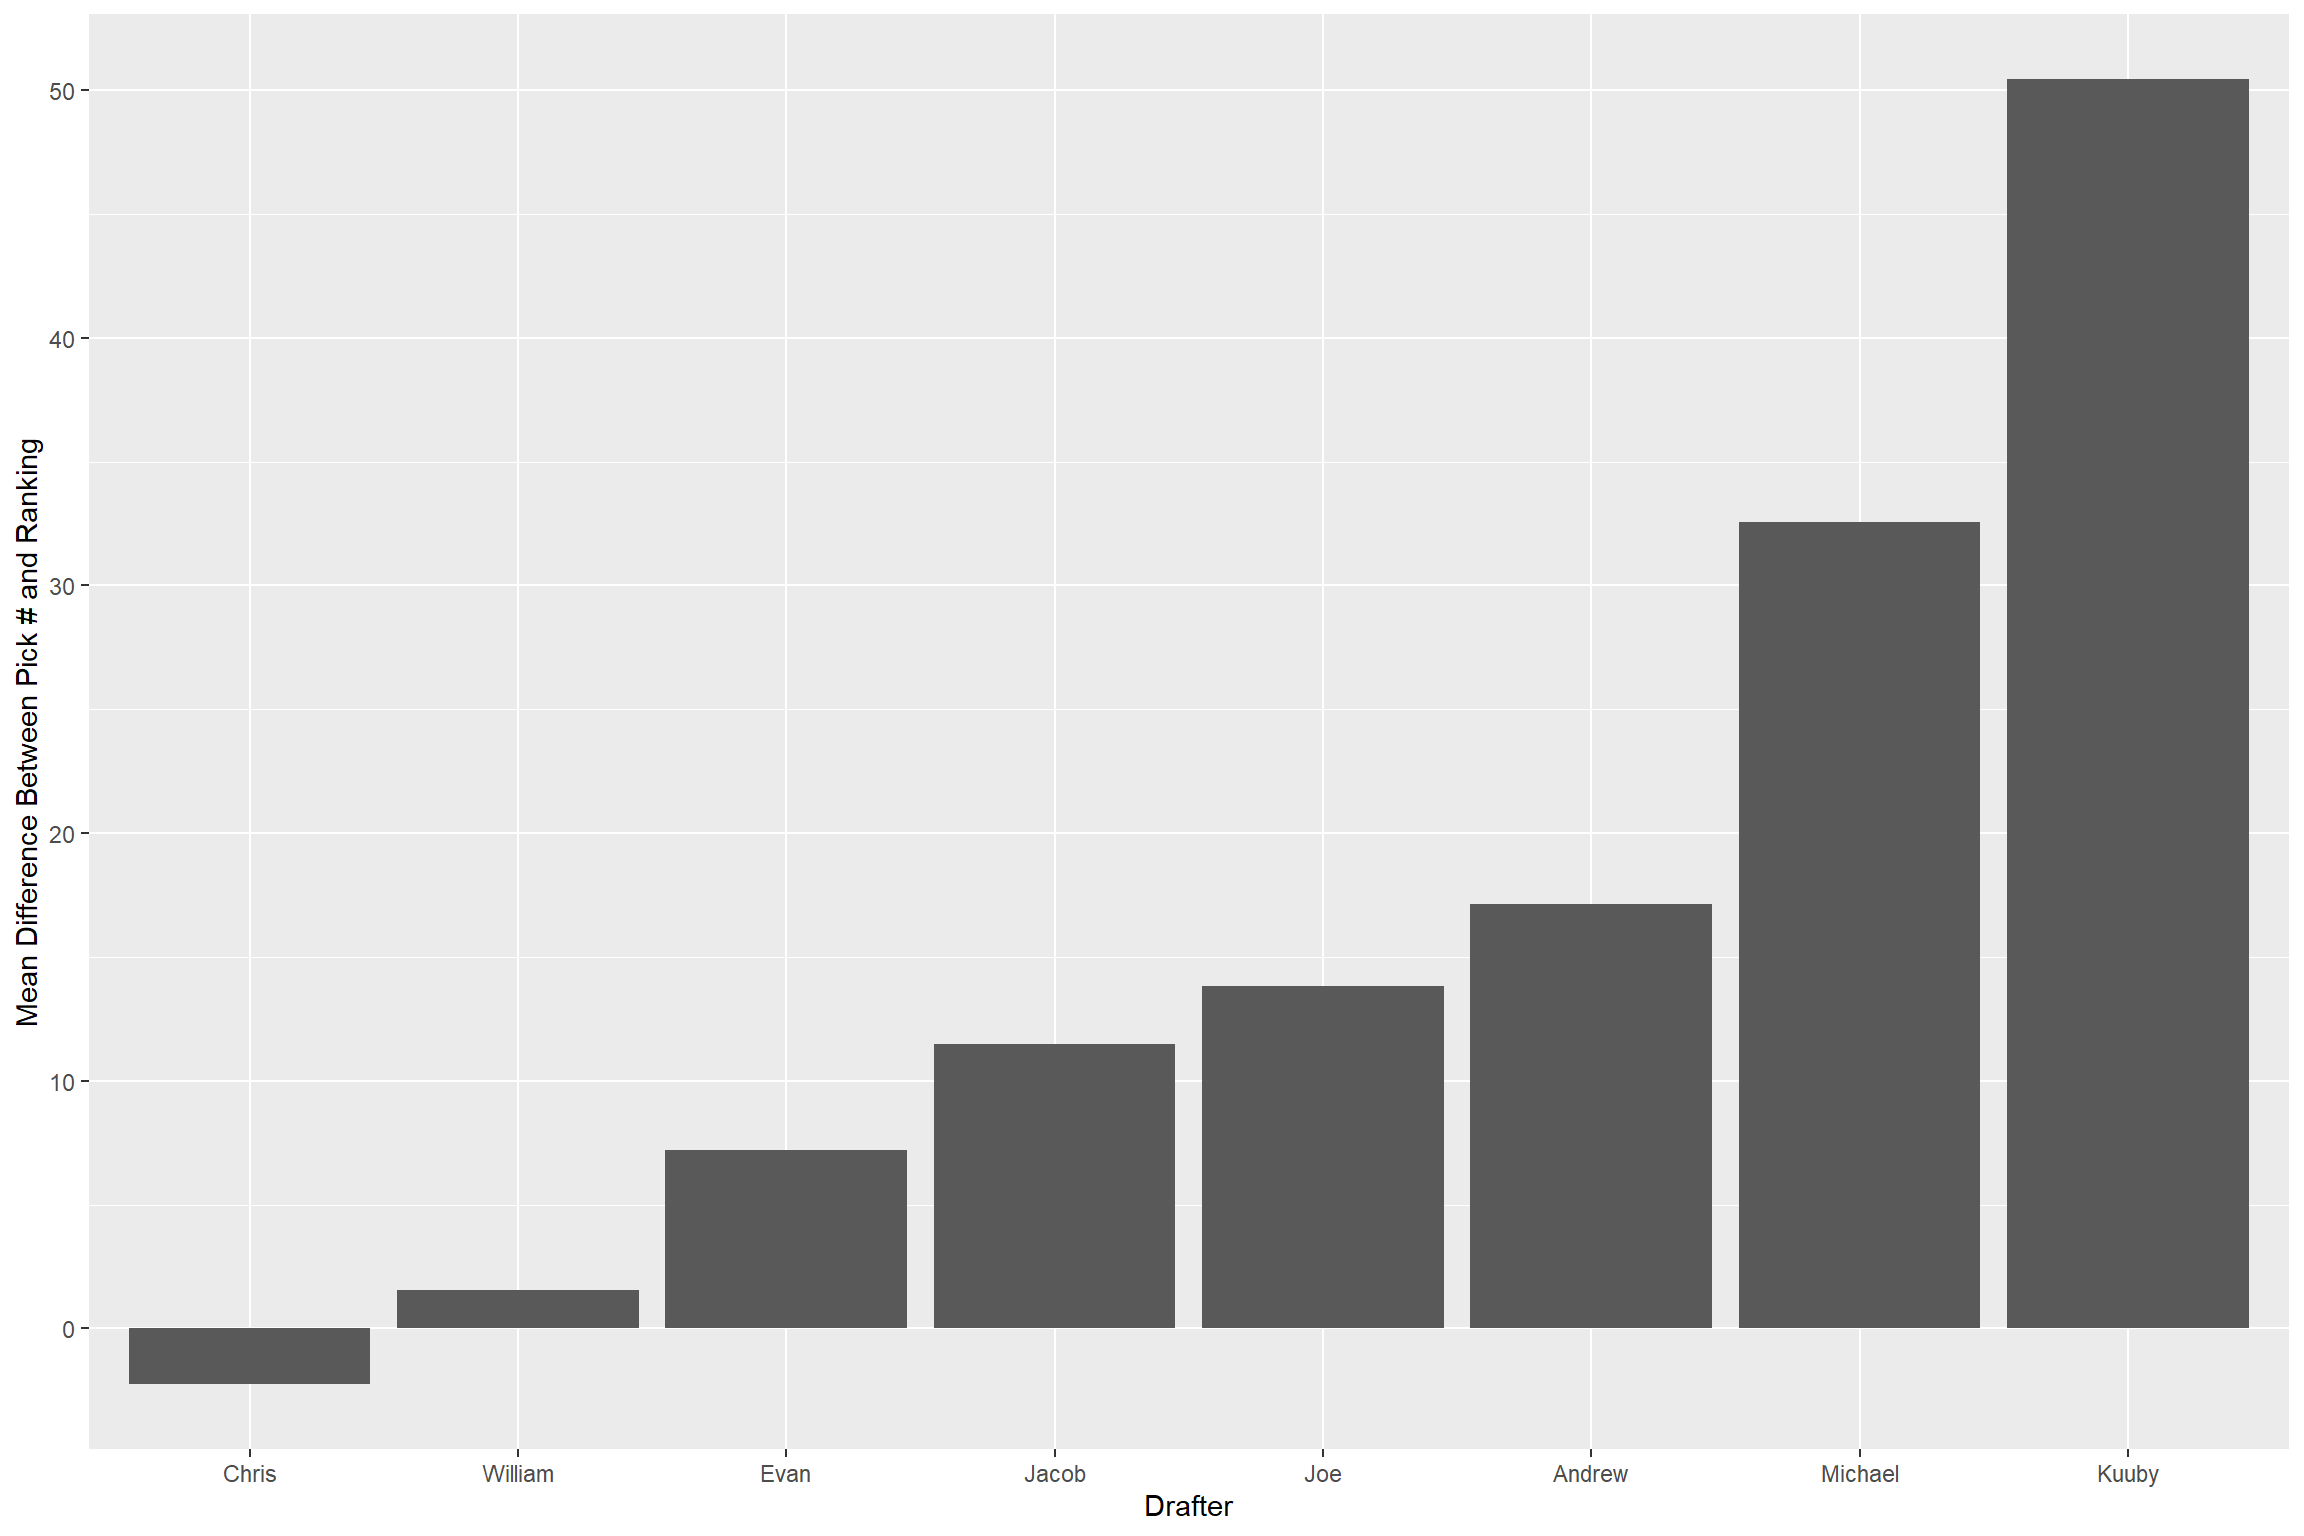 Mean Difference Between Pick # and Ranking
50
40
30
20
10
0
Chris William Evan Jacob Joe Andrew Michael Kuuby
Drafter